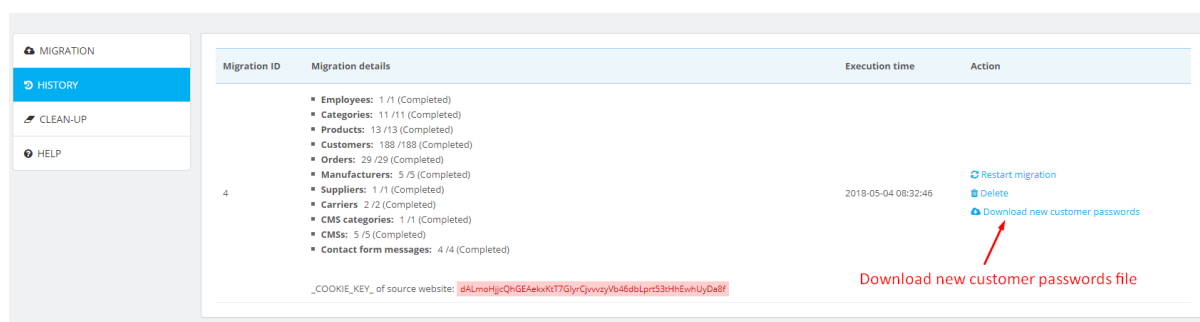 MIGRATION
HISTORY
CLEAN-UP
HELP
Migration ID Migration details Execution time Action
Employees: 1 /1 (Completed)
Categories: 11 /11 (Completed)
Products: 13 /13 (Completed)
Customers: 188 /188 (Completed)
Orders: 29 /29 (Completed)
Manufacturers: 5 /5 (Completed)
Suppliers: 1 /1 (Completed)
Carriers 2 /2 (Completed)
CMS categories: 1 /1 (Completed)
CMSs: 5 /5 (Completed)
Contact form messages: 4 /4 (Completed)
4
2018-05-04 08:32:46
Restart migration
Delete
Download new customer passwords
Download new customer passwords file
_COOKIE_KEY_ of source website: